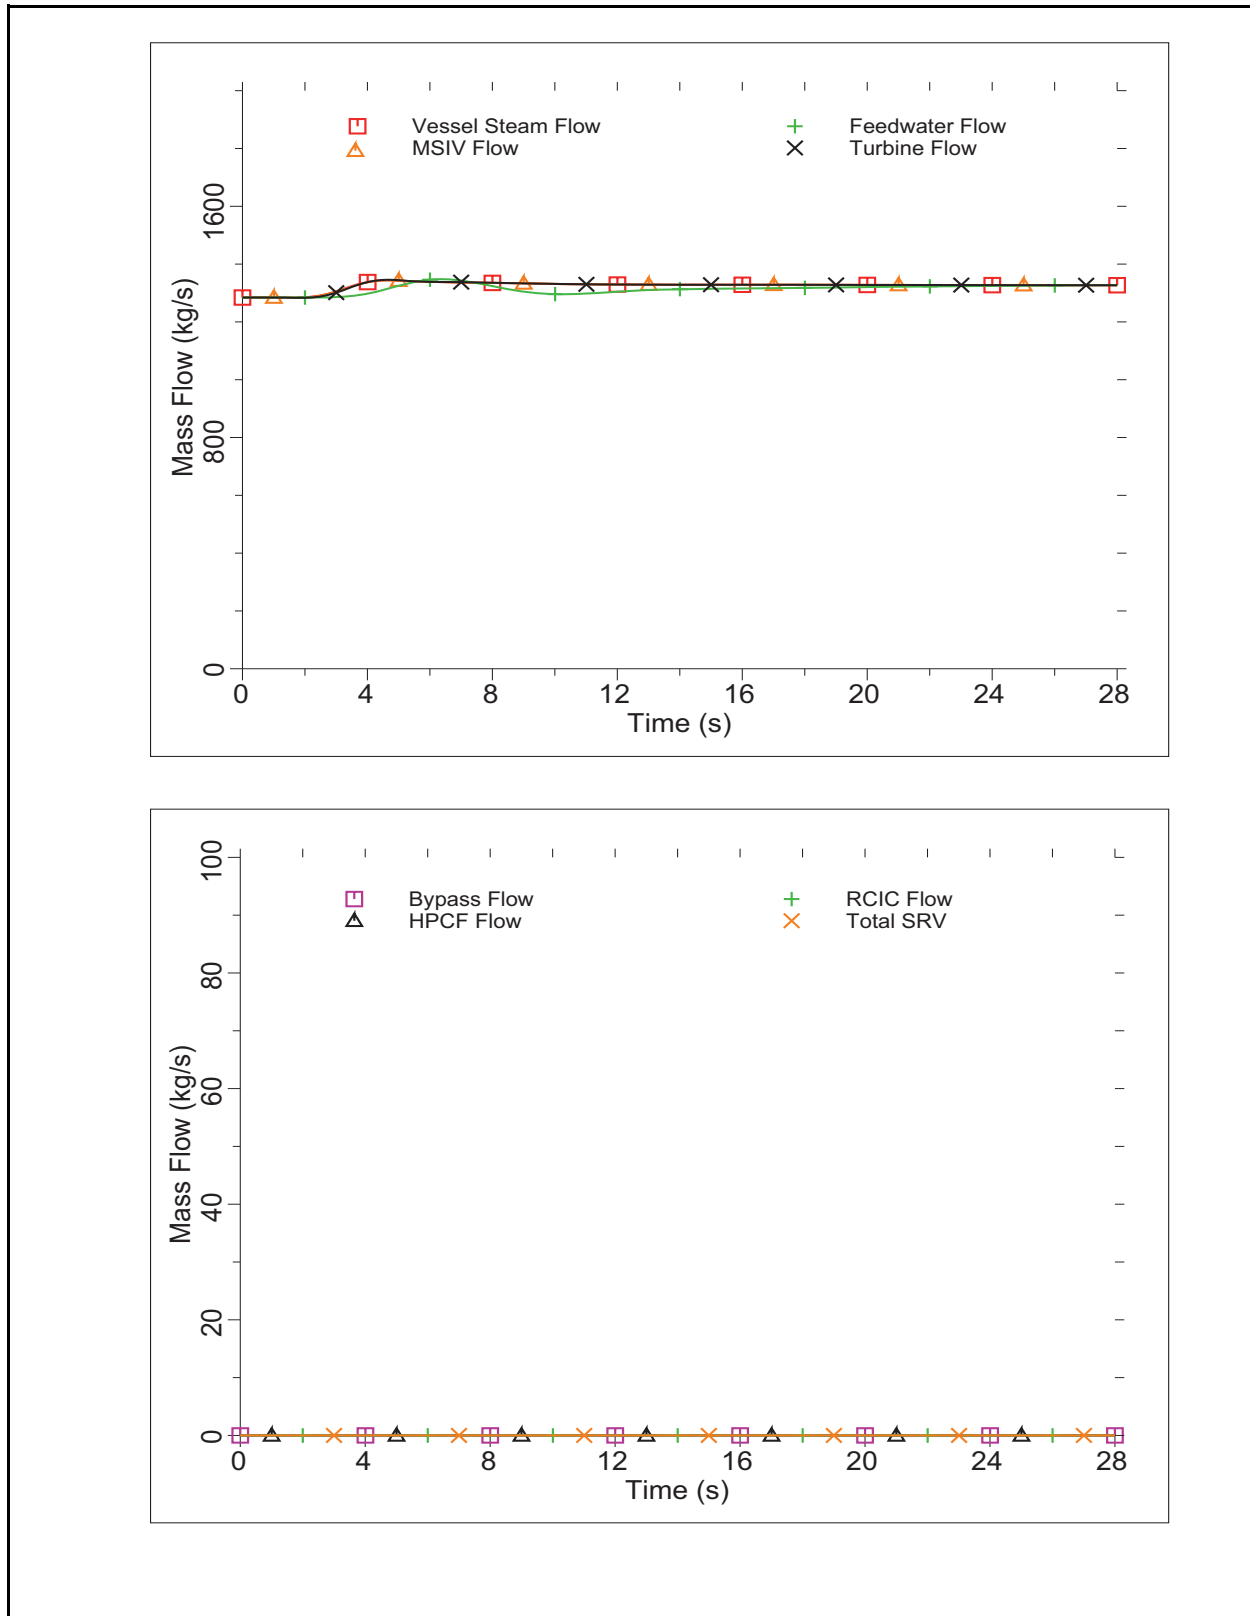 Vessel Steam Flow
MSIV Flow
Feedwater Flow
Turbine Flow
Mass Flow (kg/s)
1600
800
0
0 4 8 12 16 20 24 28
Time (s)
Bypass Flow
HPCF Flow
RCIC Flow
Total SRV
Mass Flow (kg/s)
100
80
60
40
20
0
0 4 8 12 16 20 24 28
Time (s)